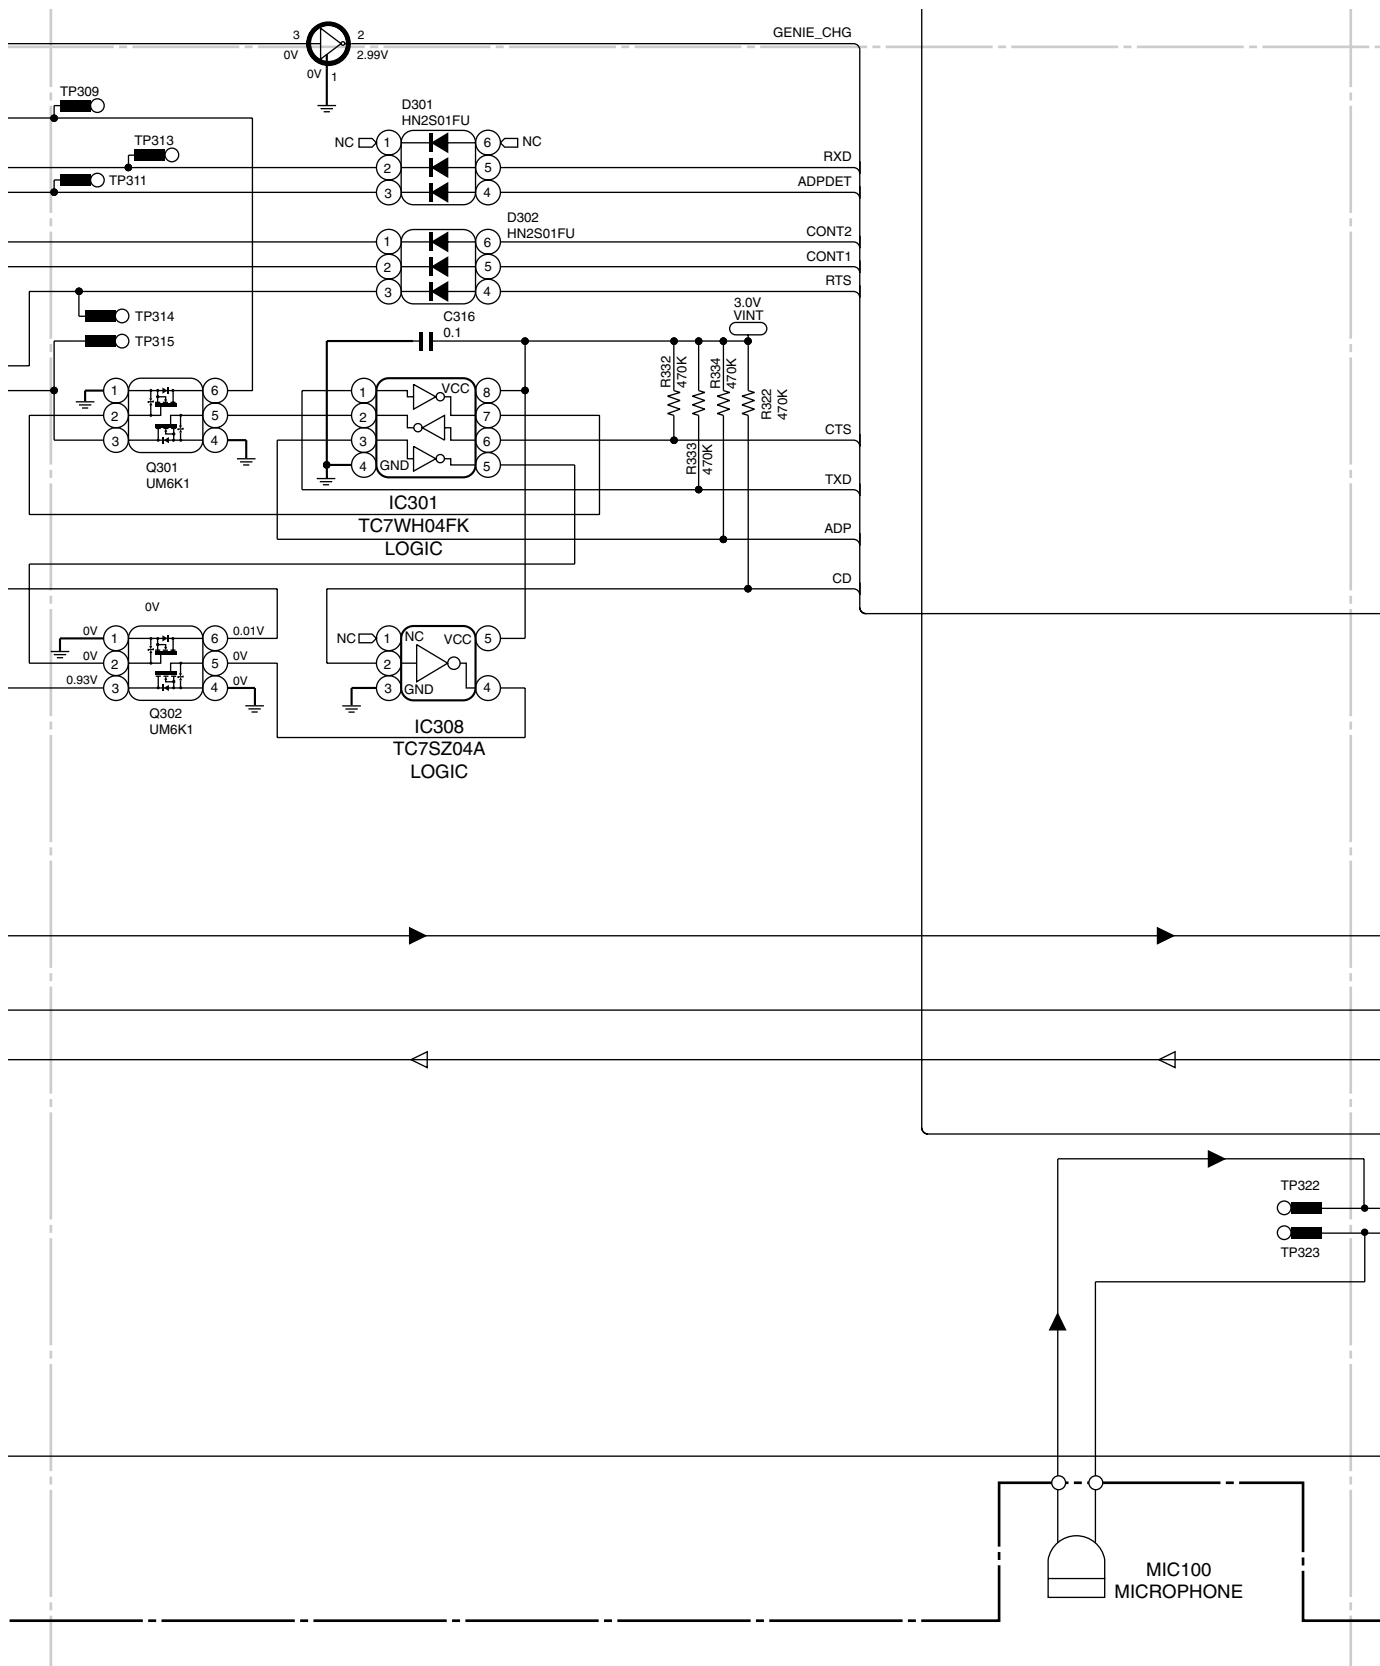 3
2
GENIE_CHG
0V
2.99V
0V
1
TP309
D301
HN2S01FU
TP313
NC 1 6 NC
RXD
2 5
TP311
ADPDET
3 4
D302
HN2S01FU
CONT2
1 6
CONT1
2 5
RTS
3 4
3.0V
VINT
TP314
C316
0.1
TP315
R332
470K
R334
470K
R322
470K
R333
470K
1 6
2 5
3 4
Q301
UM6K1
1 VCC 8
2 7
3 6
4 GND 5
CTS
TXD
IC301
TC7WH04FK
LOGIC
ADP
CD
0V
0V 1 6 0.01V
0V 2 5 0V
0.93V 3 4 0V
Q302
UM6K1
NC 1 NC VCC 5
2
3 GND 4
IC308
TC7SZ04A
LOGIC
TP322
TP323
MIC100
MICROPHONE